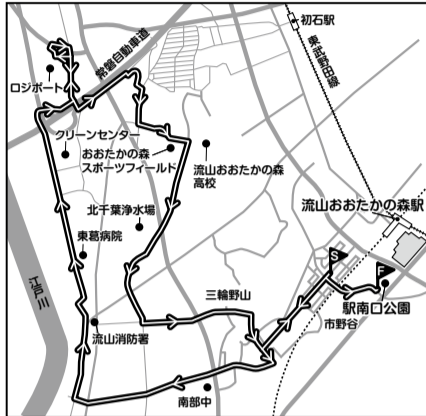 初石駅
東武野田線
常磐自動車道
ロジポート
クリーンセンター
おおたかの森
スポーツフィールド
流山おおたかの森
高校
北千葉浄水場
流山おおたかの森駅
東葛病院
S
F
江戸川
三輪野山
駅南口公園
市野谷
流山消防署
南部中